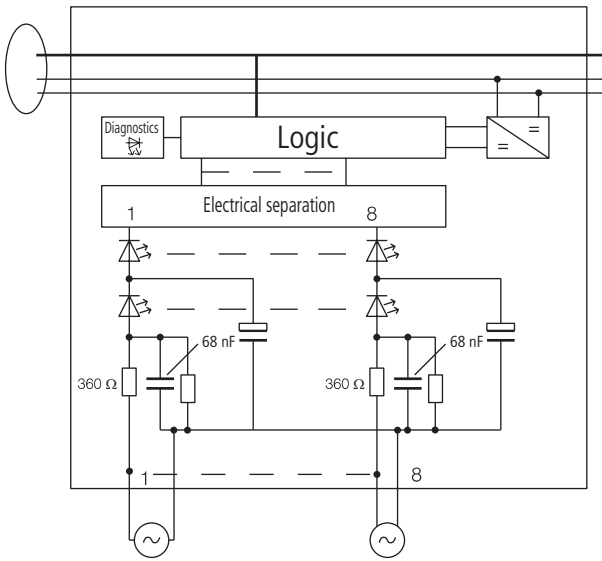 Diagnostics
Logic
=
=
Electrical separation
1
8
68 nF
68 nF
360 Ω
360 Ω
1
8
~
~